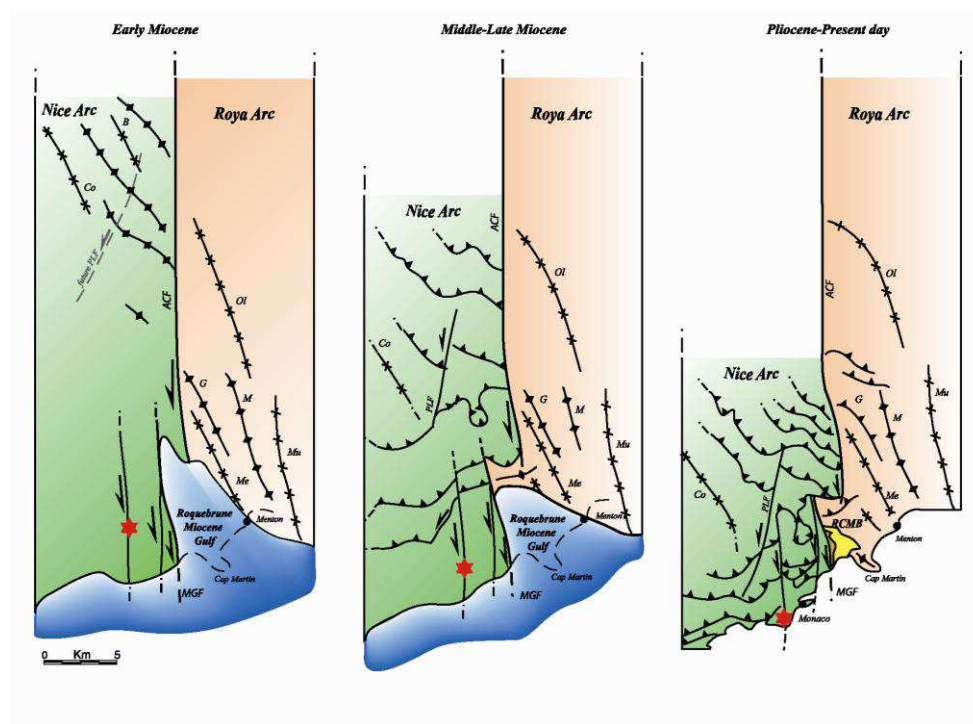 Early Miocene
Middle-Late Miocene
Pliocene-Present day
Nice Arc
Roya Arc
B
Co
future PLF
ACF
Ol
G
M
Mu
Me
Menton
Roquebrune
Miocene
Gulf
Cap Martin
MGF
0 Km 5
Roya Arc
Nice Arc
ACF
Ol
Co
PLF
G
M
Mu
Me
Menton
Roquebrune
Miocene
Gulf
Cap Martin
MGF
Roya Arc
ACF
Ol
Nice Arc
G
M
Mu
Co
PLF
Me
RCMB
Menton
Cap Martin
MGF
Monaco